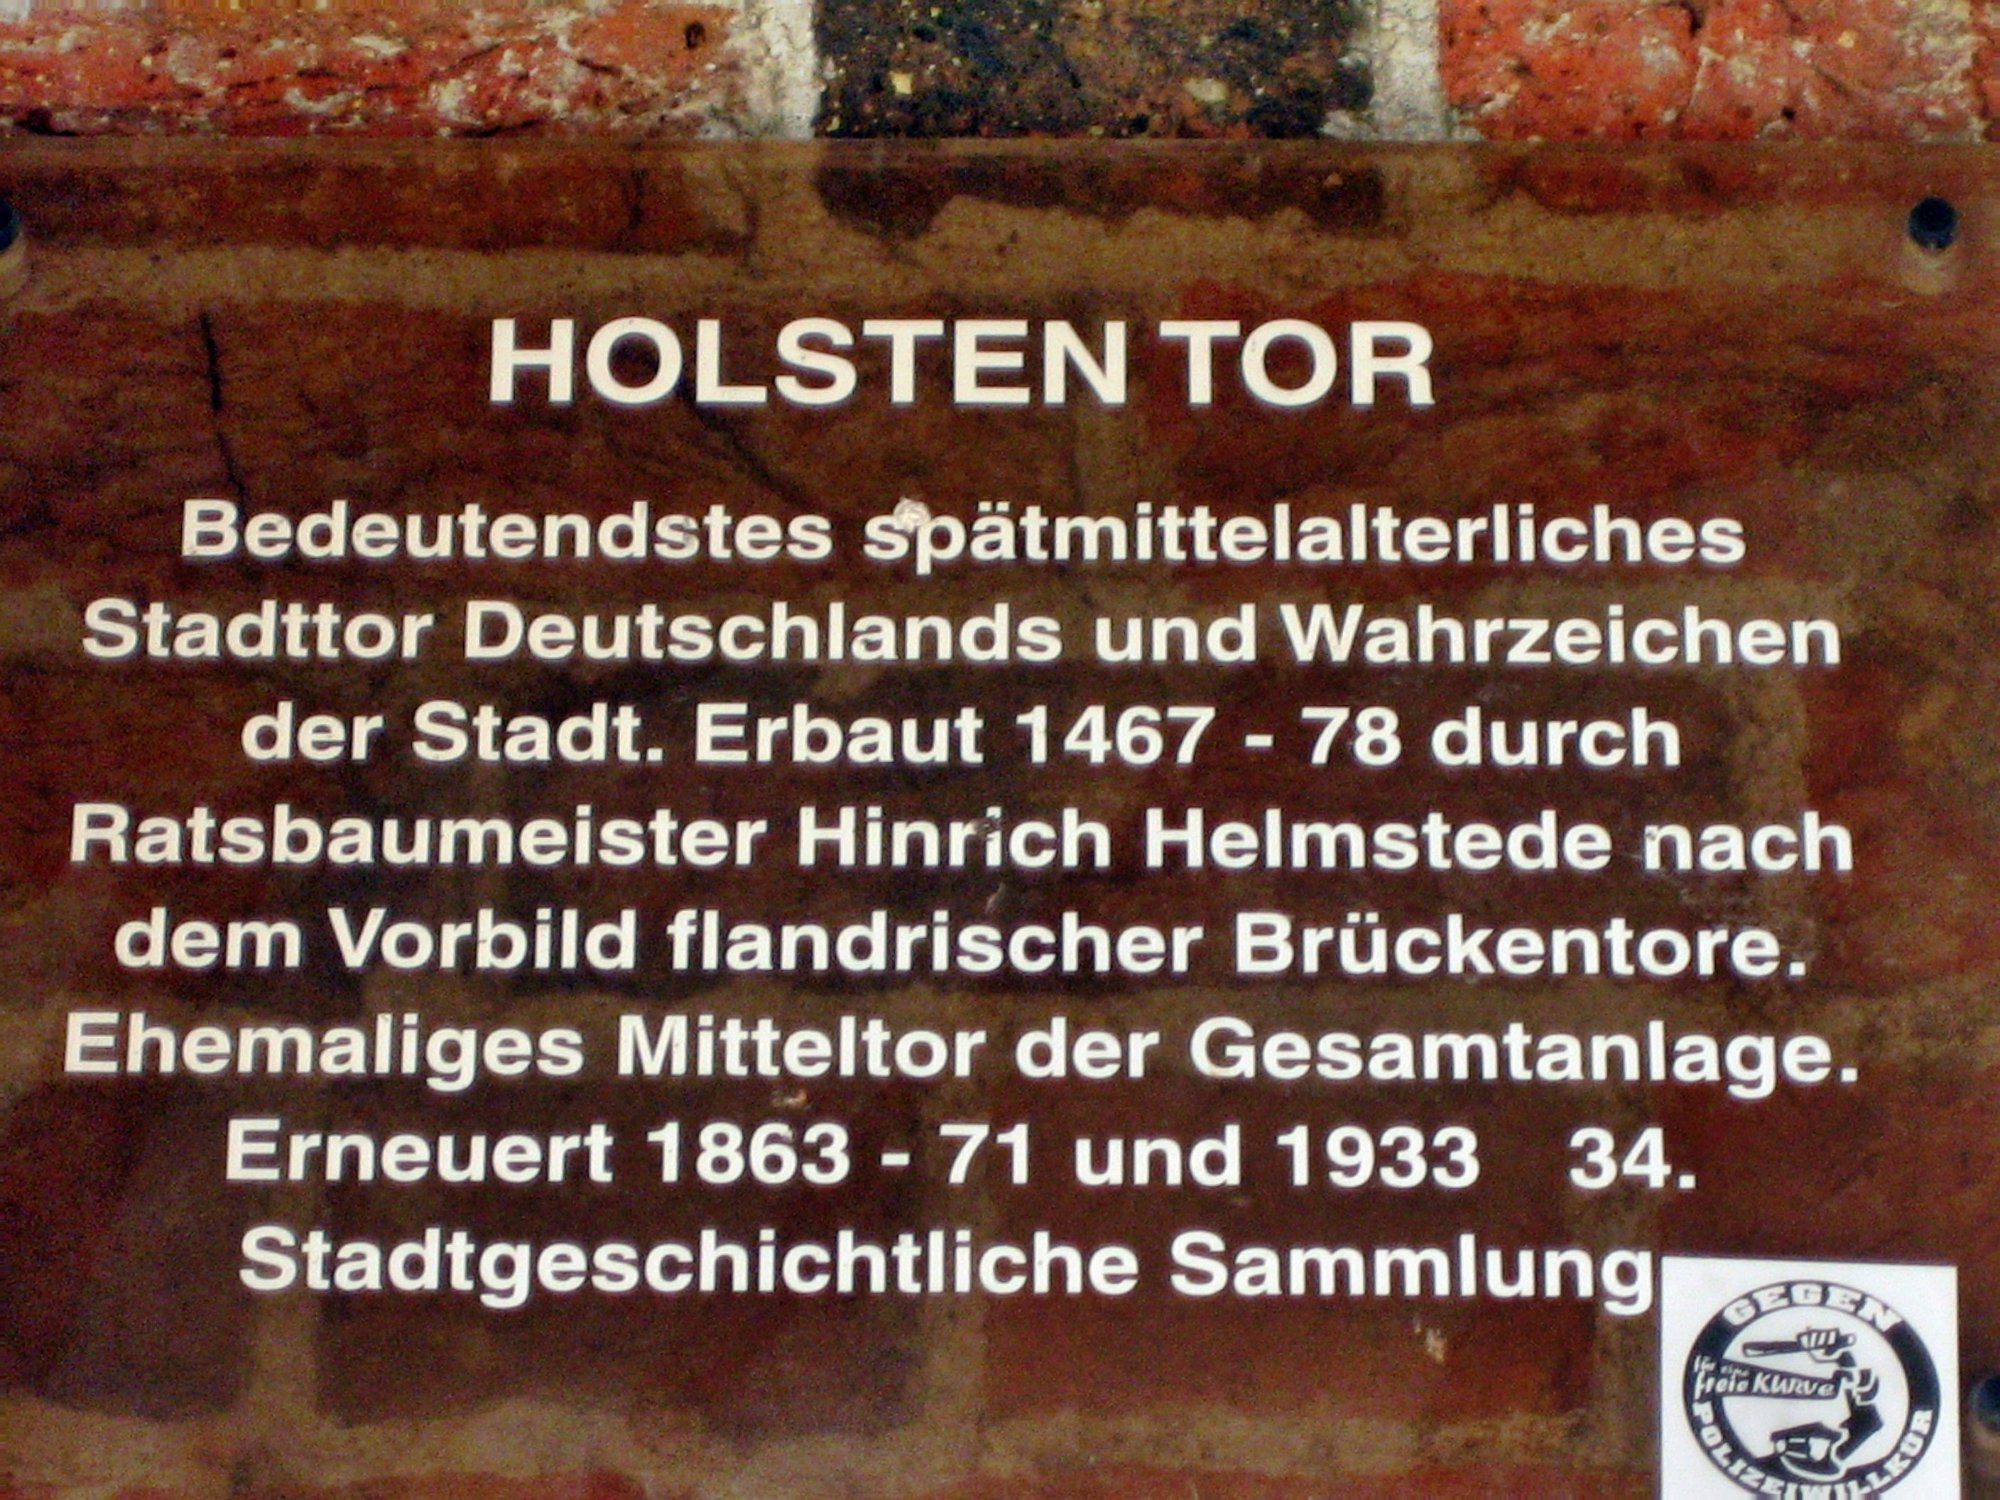 HOLSTEN TOR
Bedeutendstes spätmittelalterliches
Stadttor Deutschlands und Wahrzeichen
der Stadt. Erbaut 1467 - 78 durch
Ratsbaumeister Hinrich Helmstede nach
dem Vorbild flandrischer Brückentore.
Ehemaliges Mitteltor der Gesamtanlage.
Erneuert 1863 - 71 und 1933 34.
Stadtgeschichtliche Sammlung
GEGEN
für eine
freie KURVE
POLIZEIWILLKÜR